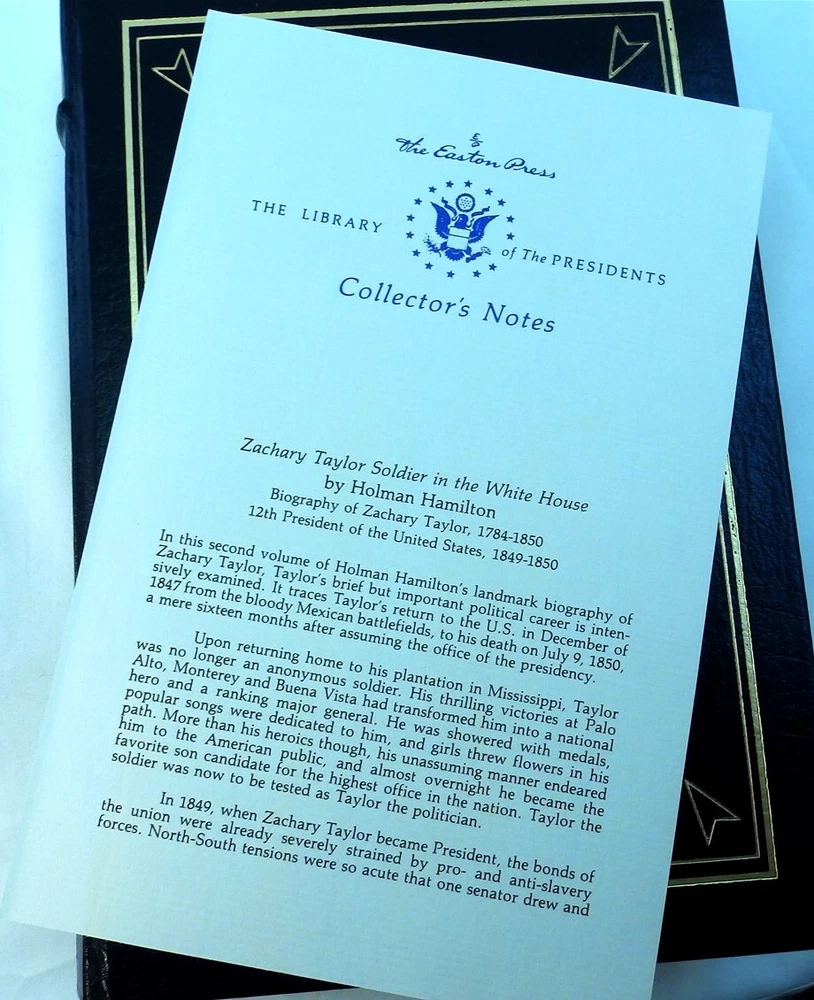 The Easton Press
THE LIBRARY of The PRESIDENTS
Collector's Notes
Zachary Taylor Soldier in the White House
by Holman Hamilton
Biography of Zachary Taylor, 1784-1850
12th President of the United States, 1849-1850
In this second volume of Holman Hamilton's landmark biography of
Zachary Taylor, Taylor's brief but important political career is inten-
sively examined. It traces Taylor's return to the U.S. in December of
1847 from the bloody Mexican battlefields, to his death on July 9, 1850,
a mere sixteen months after assuming the office of the presidency.
Upon returning home to his plantation in Mississippi, Taylor
was no longer an anonymous soldier. His thrilling victories at Palo
Alto, Monterey and Buena Vista had transformed him into a national
hero and a ranking major general. He was showered with medals,
popular songs were dedicated to him, and girls threw flowers in his
path. More than his heroics though, his unassuming manner endeared
him to the American public, and almost overnight he became the
favorite son candidate for the highest office in the nation. Taylor the
soldier was now to be tested as Taylor the politician.
In 1849, when Zachary Taylor became President, the bonds of
the union were already severely strained by pro- and anti-slavery
forces. North-South tensions were so acute that one senator drew and